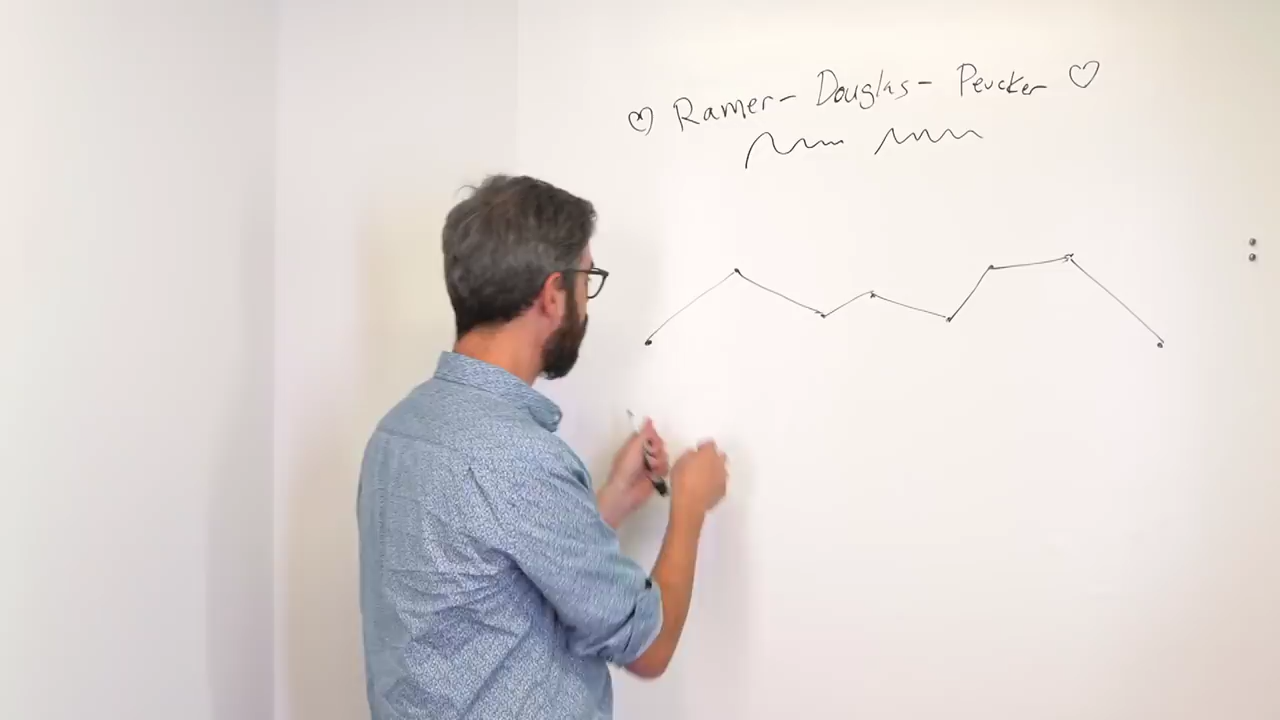 ♡ Ramer- Douglas- Peucker ♡